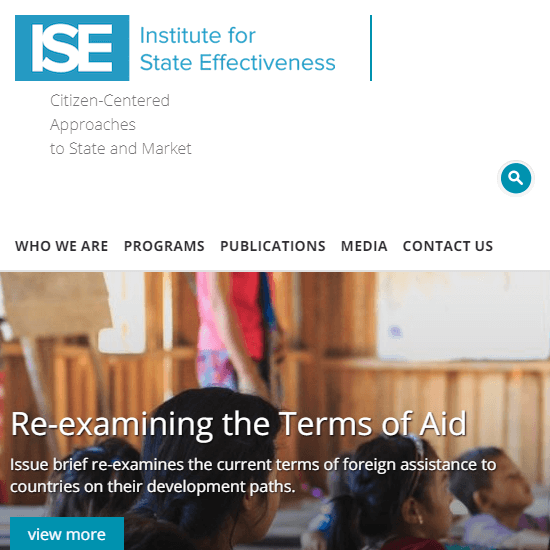 ISE
Institute for
State Effectiveness
Citizen-Centered
Approaches
to State and Market
WHO WE ARE PROGRAMS PUBLICATIONS MEDIA CONTACT US
Re-examining the Terms of Aid
Issue brief re-examines the current terms of foreign assistance to
countries on their development paths.
view more